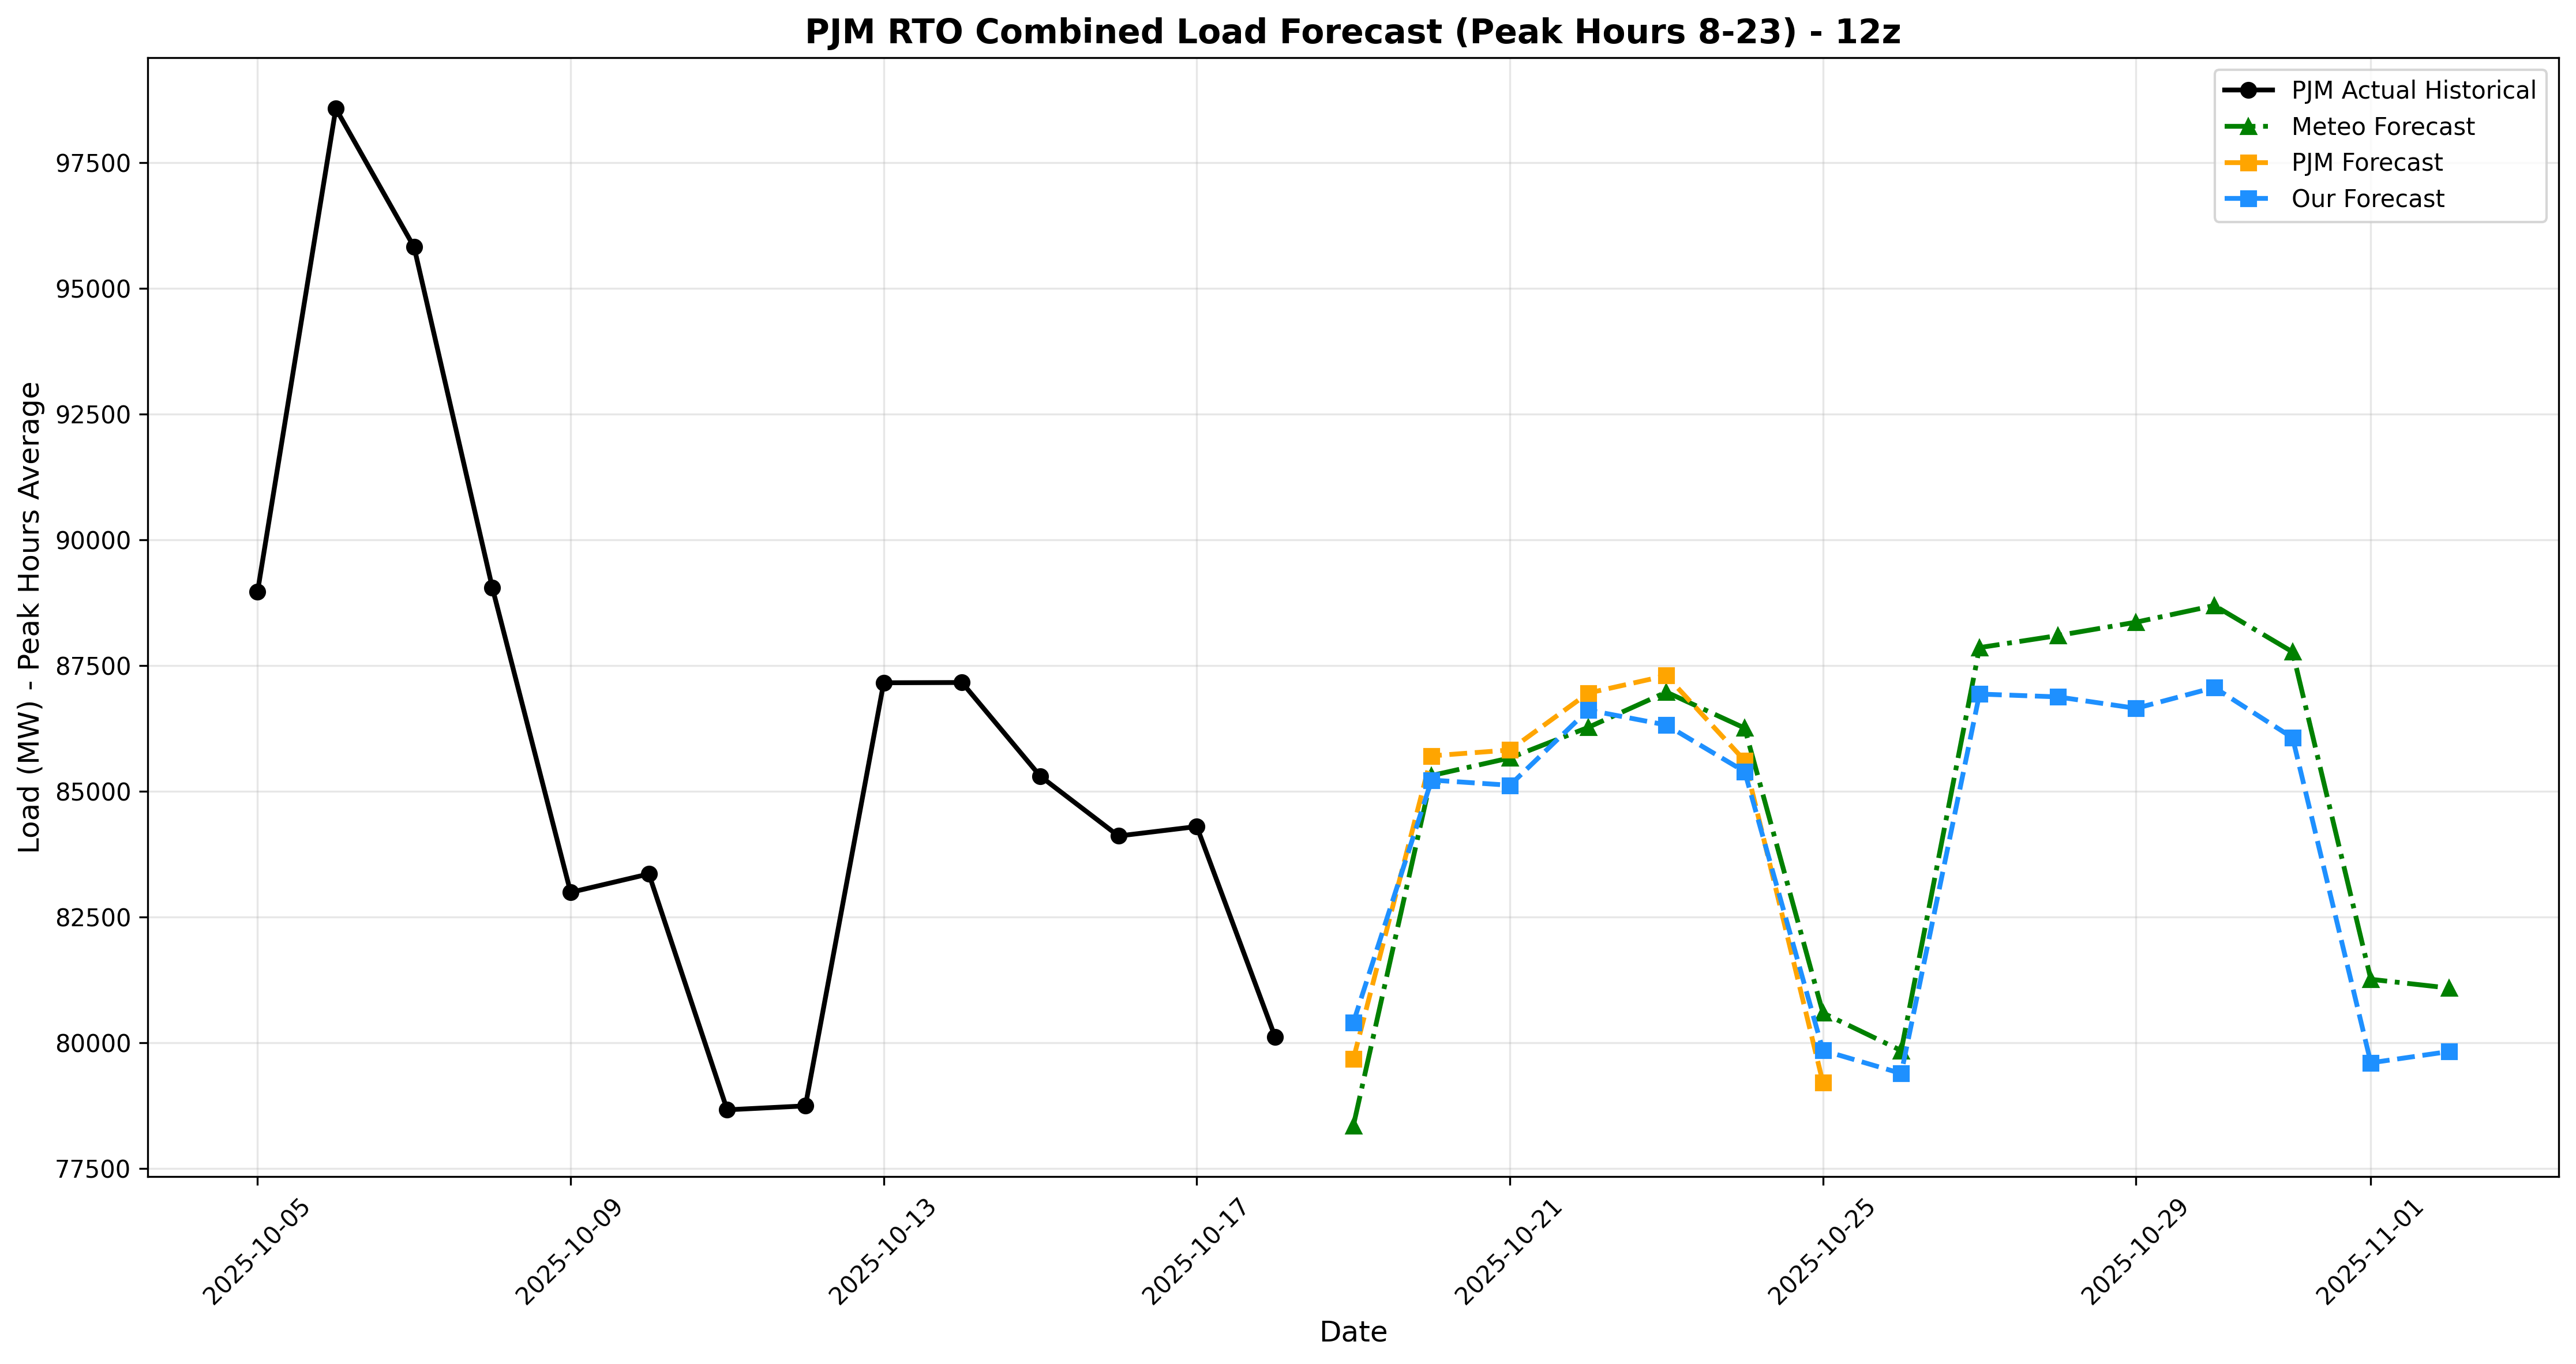 PJM RTO Combined Load Forecast (Peak Hours 8-23) - 12z
PJM Actual Historical
Meteo Forecast
PJM Forecast
Our Forecast
Load (MW) - Peak Hours Average
97500
95000
92500
90000
87500
85000
82500
80000
77500
2025-10-05
2025-10-09
2025-10-13
2025-10-17
2025-10-21
2025-10-25
2025-10-29
2025-11-01
Date